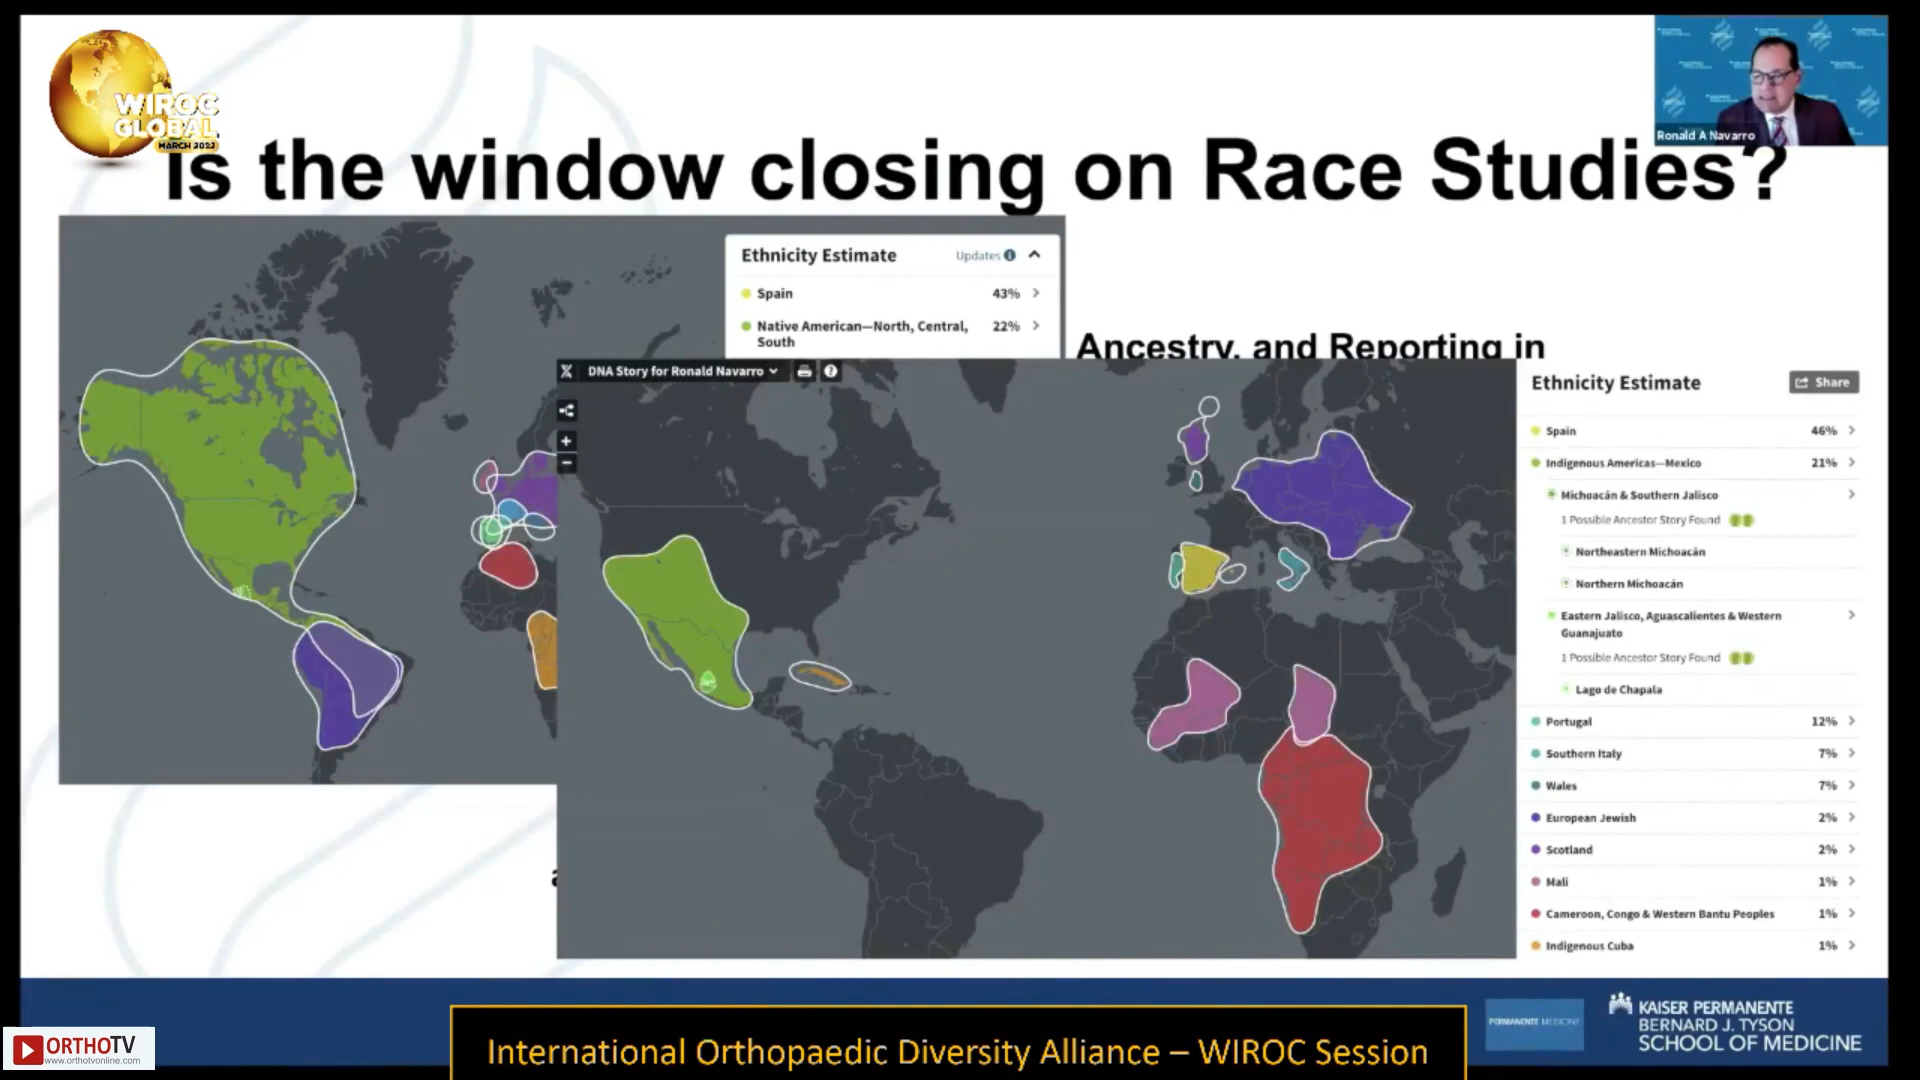 WIROC
GLOBAL
MARCH 2022
Is the window closing on Race Studies?
Ronald A Navarro
Ethnicity Estimate Updates
Spain 43%
Native American—North, Central, 22%
South
Ancestry, and Reporting in
DNA Story for Ronald Navarro
Ethnicity Estimate Share
Spain 46%
Indigenous Americas—Mexico 21%
Michoacán & Southern Jalisco
1 Possible Ancestor Story Found
Northeastern Michoacán
Northern Michoacán
Eastern Jalisco, Aguascalientes & Western
Guanajuato
1 Possible Ancestor Story Found
Lago de Chapala
Portugal 12%
Southern Italy 7%
Wales 7%
European Jewish 2%
Scotland 2%
Mali 1%
Cameroon, Congo & Western Bantu Peoples 1%
Indigenous Cuba 1%
PERMANENTE MEDICINE
KAISER PERMANENTE
BERNARD J. TYSON
SCHOOL OF MEDICINE
ORTHOTV
www.orthotvonline.com
International Orthopaedic Diversity Alliance – WIROC Session